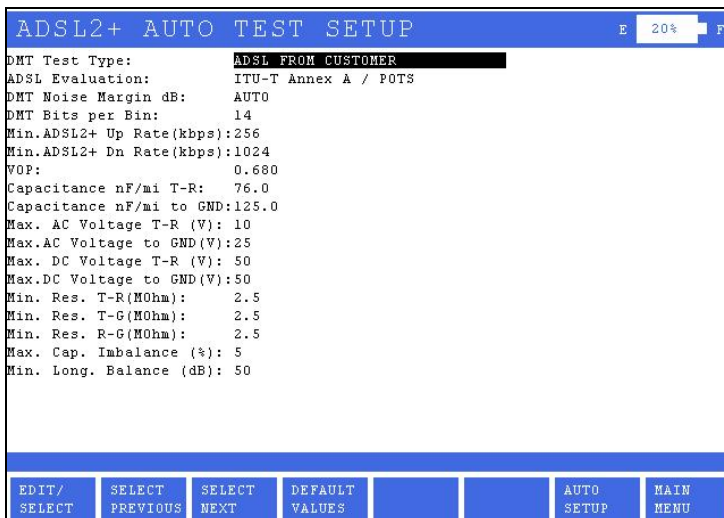 ADSL2+ AUTO TEST SETUP E 20% F
DMT Test Type: ADSL FROM CUSTOMER
ADSL Evaluation: ITU-T Annex A / POTS
DMT Noise Margin dB: AUTO
DMT Bits per Bin: 14
Min.ADSL2+ Up Rate(kbps):256
Min.ADSL2+ Dn Rate(kbps):1024
VOP: 0.680
Capacitance nF/mi T-R: 76.0
Capacitance nF/mi to GND:125.0
Max. AC Voltage T-R (V): 10
Max.AC Voltage to GND(V):25
Max. DC Voltage T-R (V): 50
Max.DC Voltage to GND(V):50
Min. Res. T-R(MOhm): 2.5
Min. Res. T-G(MOhm): 2.5
Min. Res. R-G(MOhm): 2.5
Max. Cap. Imbalance (%): 5
Min. Long. Balance (dB): 50
EDIT/ SELECT SELECT DEFAULT AUTO MAIN
SELECT PREVIOUS NEXT VALUES SETUP MENU